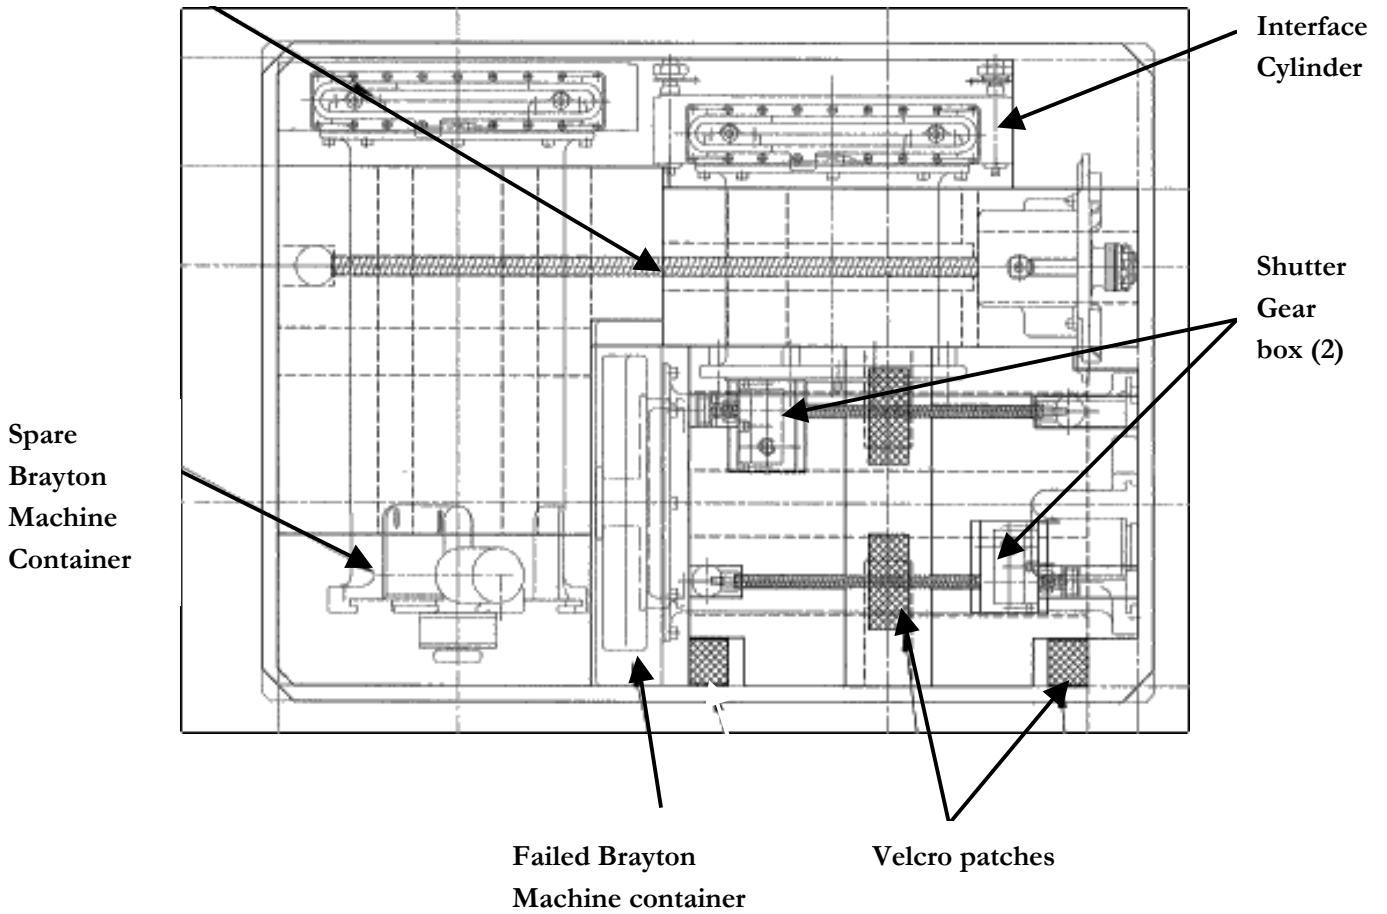 Interface
Cylinder
Shutter
Gear
box (2)
Spare
Brayton
Machine
Container
Failed Brayton
Machine container
Velcro patches